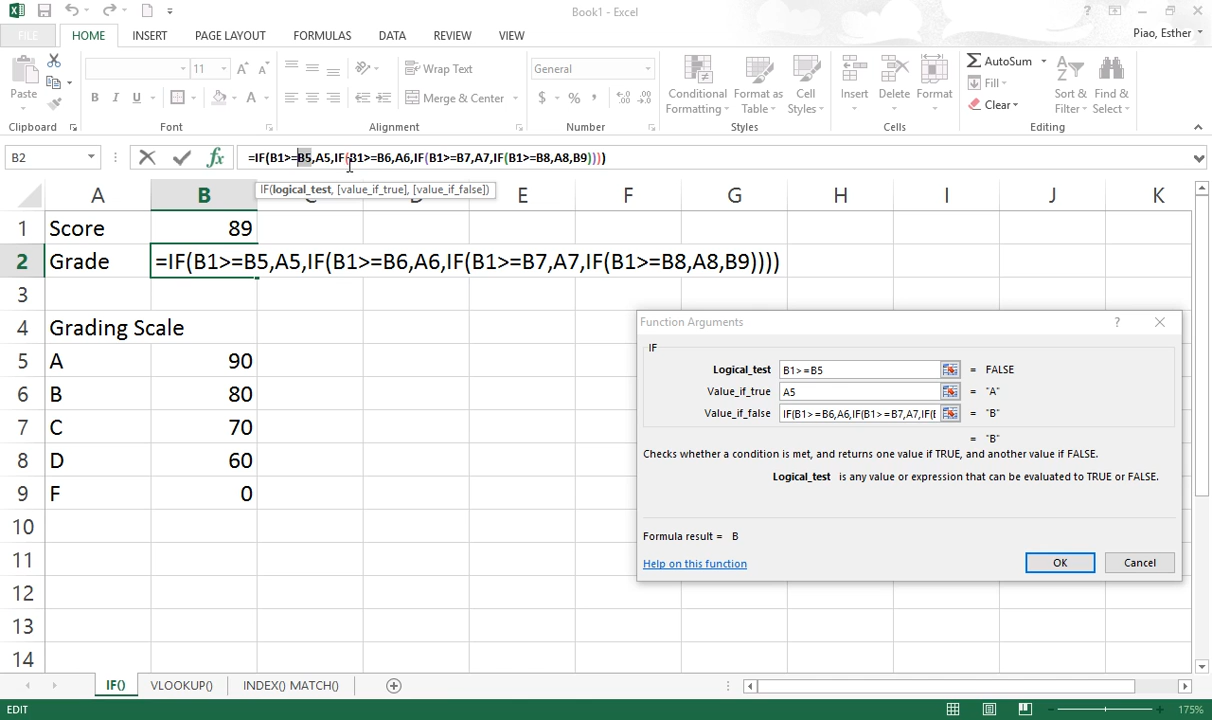 Book1 - Excel
FILE HOME INSERT PAGE LAYOUT FORMULAS DATA REVIEW VIEW
Piao, Esther
Paste
11
B I U
Wrap Text
Merge & Center
General
$ %
Conditional Formatting
Format as Table
Cell Styles
Insert Delete Format
AutoSum
Fill
Clear
Sort & Filter
Find & Select
Clipboard Font Alignment Number Styles Cells Editing
B2 fx =IF(B1>=B5,A5,IF(B1>=B6,A6,IF(B1>=B7,A7,IF(B1>=B8,A8,B9))))
IF(logical_test, [value_if_true], [value_if_false])
A B C D E F G H I J K
1 Score 89
2 Grade =IF(B1>=B5,A5,IF(B1>=B6,A6,IF(B1>=B7,A7,IF(B1>=B8,A8,B9))))
3
4 Grading Scale
5 A 90
6 B 80
7 C 70
8 D 60
9 F 0
10
11
12
13
14
Function Arguments
IF
Logical_test B1>=B5 = FALSE
Value_if_true A5 = "A"
Value_if_false IF(B1>=B6,A6,IF(B1>=B7,A7,IF(E = "B"
= "B"
Checks whether a condition is met, and returns one value if TRUE, and another value if FALSE.
Logical_test is any value or expression that can be evaluated to TRUE or FALSE.
Formula result = B
Help on this function
OK Cancel
IF() VLOOKUP() INDEX() MATCH()
EDIT 175%